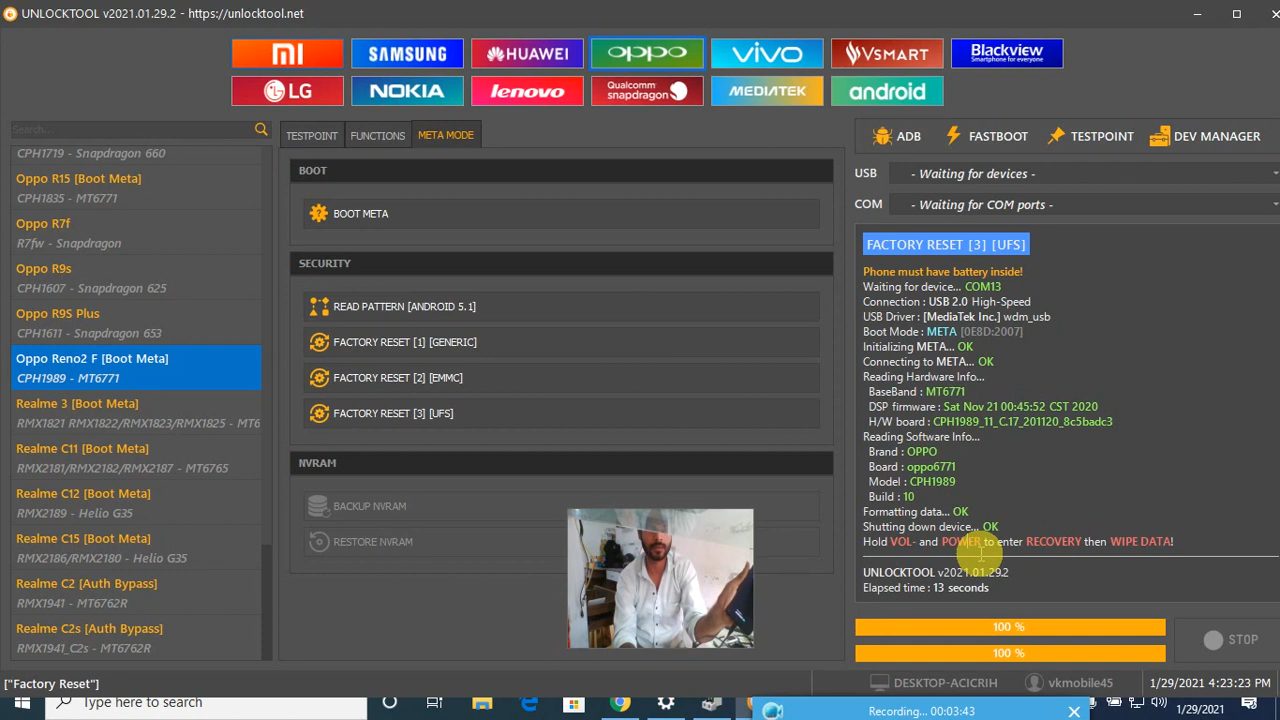 UNLOCKTOOL v2021.01.29.2 - https://unlocktool.net
SAMSUNG
HUAWEI
oppo
vivo
VSMART
Blackview
Smartphone for everyone
LG
NOKIA
lenovo
Qualcomm
snapdragon
MEDIATEK
android
Search...
TESTPOINT
FUNCTIONS
META MODE
ADB
FASTBOOT
TESTPOINT
DEV MANAGER
CPH1719 - Snapdragon 660
Oppo R15 [Boot Meta]
CPH1835 - MT6771
Oppo R7f
R7fw - Snapdragon
Oppo R9s
CPH1607 - Snapdragon 625
Oppo R9S Plus
CPH1611 - Snapdragon 653
Oppo Reno2 F [Boot Meta]
CPH1989 - MT6771
Realme 3 [Boot Meta]
RMX1821 RMX1822/RMX1823/RMX1825 - MT6
Realme C11 [Boot Meta]
RMX2181/RMX2182/RMX2187 - MT6765
Realme C12 [Boot Meta]
RMX2189 - Helio G35
Realme C15 [Boot Meta]
RMX2186/RMX2180 - Helio G35
Realme C2 [Auth Bypass]
RMX1941 - MT6762R
Realme C2s [Auth Bypass]
RMX1941_C2s - MT6762R
BOOT
BOOT META
SECURITY
READ PATTERN [ANDROID 5.1]
FACTORY RESET [1] [GENERIC]
FACTORY RESET [2] [EMMC]
FACTORY RESET [3] [UFS]
NVRAM
BACKUP NVRAM
RESTORE NVRAM
USB - Waiting for devices -
COM - Waiting for COM ports -
FACTORY RESET [3] [UFS]
Phone must have battery inside!
Waiting for device... COM13
Connection : USB 2.0 High-Speed
USB Driver : [MediaTek Inc.] wdm_usb
Boot Mode : META [0E8D:2007]
Initializing META... OK
Connecting to META... OK
Reading Hardware Info...
BaseBand : MT6771
DSP firmware : Sat Nov 21 00:45:52 CST 2020
H/W board : CPH1989_11_C.17_201120_8c5badc3
Reading Software Info...
Brand : OPPO
Board : oppo6771
Model : CPH1989
Build : 10
Formatting data... OK
Shutting down device... OK
Hold VOL- and POWER to enter RECOVERY then WIPE DATA!
UNLOCKTOOL v2021.01.29.2
Elapsed time : 13 seconds
100 %
100 %
STOP
["Factory Reset"]
DESKTOP-ACICRIH
vkmobile45
1/29/2021 4:23:23 PM
Type here to search
Recording... 00:03:43
1/29/2021